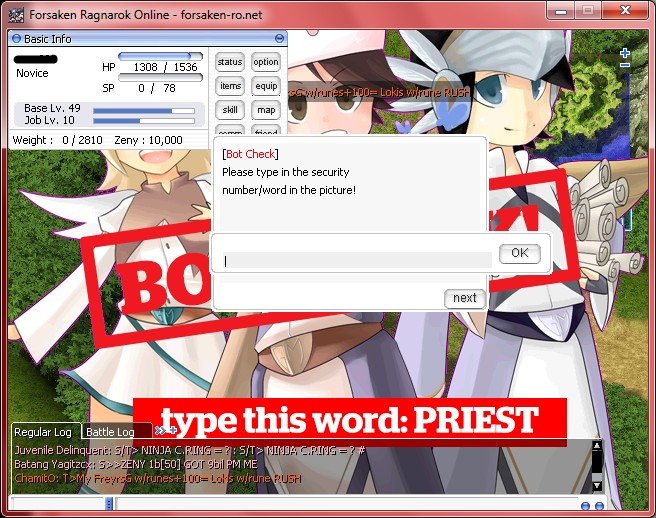 Forsaken Ragnarok Online - forsaken-ro.net
Basic Info
Novice
HP 1308 / 1536
SP 0 / 78
status option
items equip
skill map
Base Lv. 49
Job Lv. 10
Weight : 0 / 2810 Zeny : 10,000
w/runes+100= Lokis w/rune RUSH
[Bot Check]
Please type in the security
number/word in the picture!
BO
OK
next
type this word: PRIEST
Regular Log Battle Log
Juvenile Delinquent: S/T> NINJA C.RING = ? : S/T> NINJA C.RING = ? #
Batang Yagitzcx: S>>ZENY 1b[50] GOT 9bil PM ME
ChamItO: T>My FreyrsG w/runes+100= Lokis w/rune RUSH